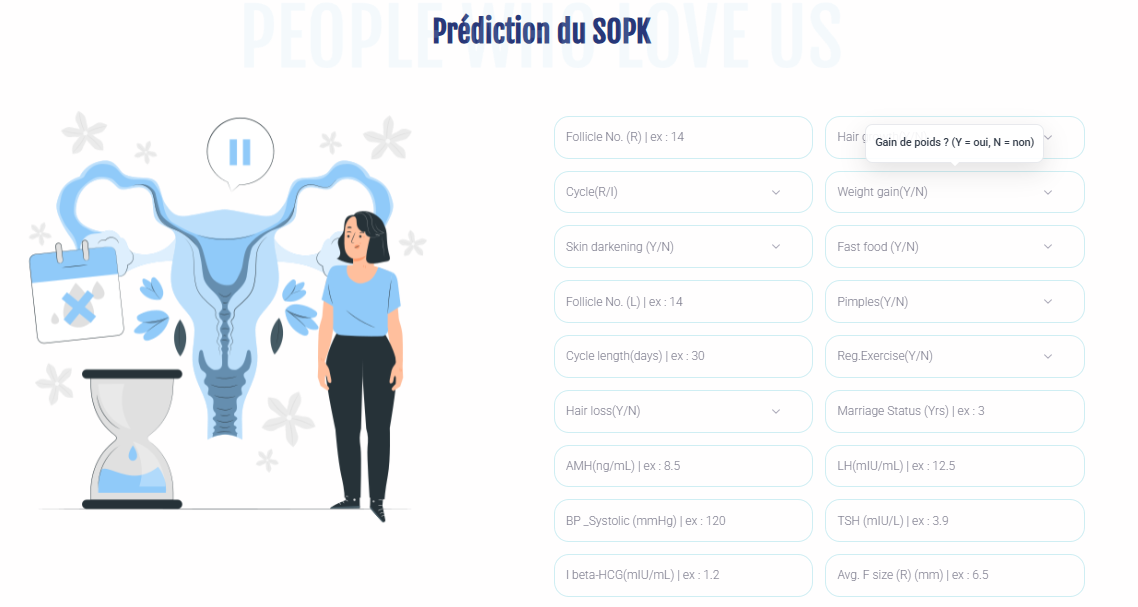 PEOPLE WHO LOVE US
Prédiction du SOPK
Follicle No. (R) | ex : 14
Hair
Gain de poids ? (Y = oui, N = non)
Cycle(R/I)
Weight gain(Y/N)
Skin darkening (Y/N)
Fast food (Y/N)
Follicle No. (L) | ex : 14
Pimples(Y/N)
Cycle length(days) | ex : 30
Reg.Exercise(Y/N)
Hair loss(Y/N)
Marriage Status (Yrs) | ex : 3
AMH(ng/mL) | ex : 8.5
LH(mIU/mL) | ex : 12.5
BP _Systolic (mmHg) | ex : 120
TSH (mIU/L) | ex : 3.9
I beta-HCG(mIU/mL) | ex : 1.2
Avg. F size (R) (mm) | ex : 6.5